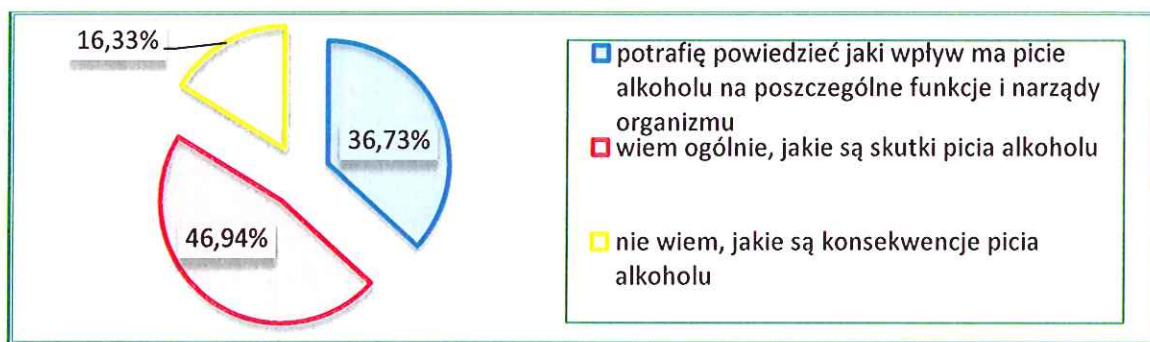 16,33%
36,73%
46,94%
potrafię powiedzieć jaki wpływ ma picie
alkoholu na poszczególne funkcje i narządy
organizmu
wiem ogólnie, jakie są skutki picia alkoholu
nie wiem, jakie są konsekwencje picia
alkoholu